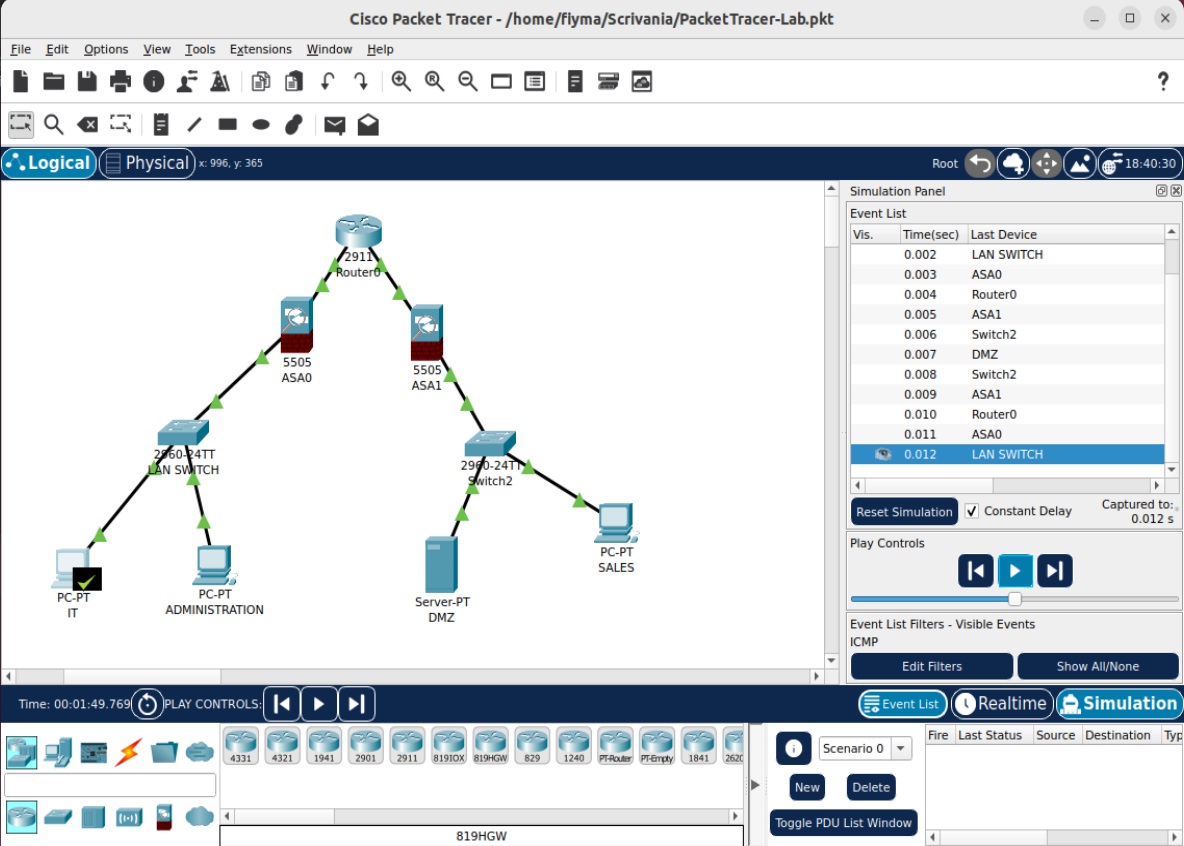 Cisco Packet Tracer - /home/flyma/Scrivania/PacketTracer-Lab.pkt
File Edit Options View Tools Extensions Window Help
Logical Physical x: 996, y: 365 Root 18:40:30
2911
Router0
5505
ASA0
5505
ASA1
2960-24TT
LAN SWITCH
2960-24TT
Switch2
PC-PT
IT
PC-PT
ADMINISTRATION
Server-PT
DMZ
PC-PT
SALES
Simulation Panel
Event List
Vis. Time(sec) Last Device
0.002 LAN SWITCH
0.003 ASA0
0.004 Router0
0.005 ASA1
0.006 Switch2
0.007 DMZ
0.008 Switch2
0.009 ASA1
0.010 Router0
0.011 ASA0
0.012 LAN SWITCH
Reset Simulation Constant Delay Captured to:
0.012 s
Play Controls
Event List Filters - Visible Events
ICMP
Edit Filters Show All/None
Time: 00:01:49.769 PLAY CONTROLS: Event List Realtime Simulation
4331 4321 1941 2901 2911 819IOX 819HGW 829 1240 PT-Router PT-Empty 1841 2620
819HGW
Scenario 0
New Delete
Toggle PDU List Window
Fire Last Status Source Destination Typ